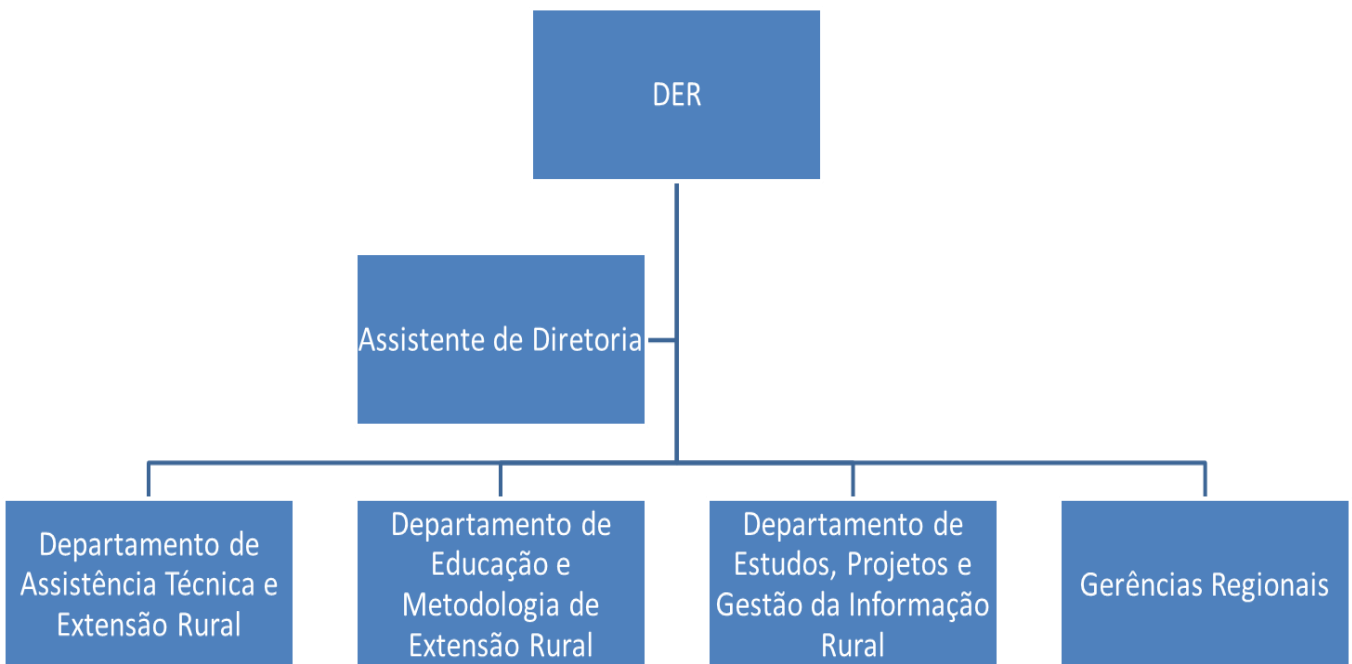 DER
Assistente de Diretoria
Departamento de
Assistência Técnica e
Extensão Rural
Departamento de
Educação e
Metodologia de
Extensão Rural
Departamento de
Estudos, Projetos e
Gestão da Informação
Rural
Gerências Regionais